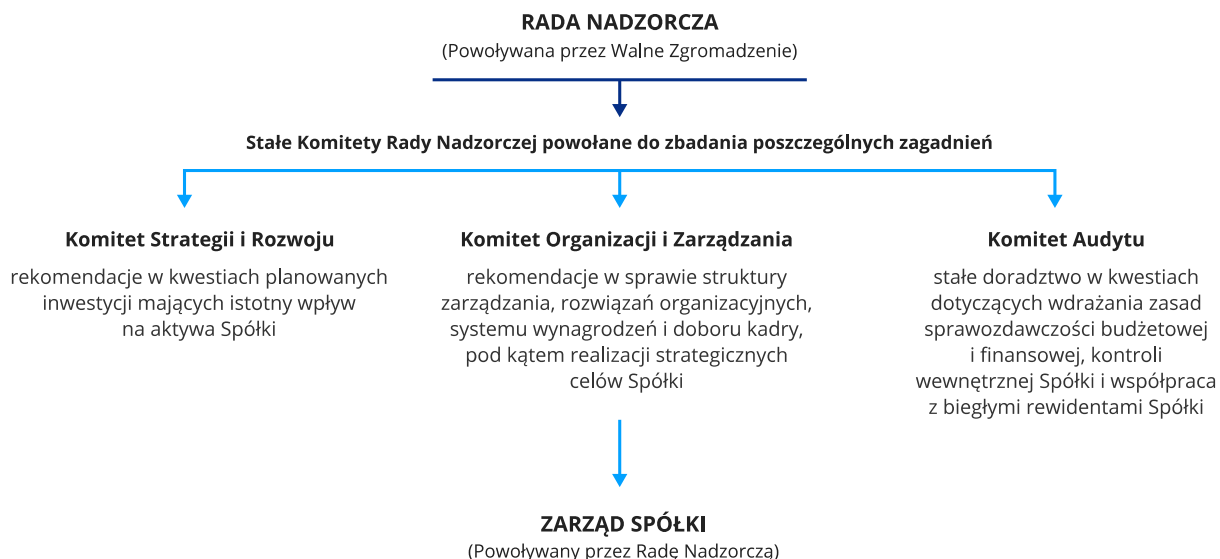 RADA NADZORCZA
(Powoływana przez Walne Zgromadzenie)
Stałe Komitety Rady Nadzorczej powołane do zbadania poszczególnych zagadnień
Komitet Strategii i Rozwoju
rekomendacje w kwestiach planowanych
inwestycji mających istotny wpływ
na aktywa Spółki
Komitet Organizacji i Zarządzania
rekomendacje w sprawie struktury
zarządzania, rozwiązań organizacyjnych,
systemu wynagrodzeń i doboru kadry,
pod kątem realizacji strategicznych
celów Spółki
Komitet Audytu
stałe doradztwo w kwestiach
dotyczących wdrażania zasad
sprawozdawczości budżetowej
i finansowej, kontroli
wewnętrznej Spółki i współpraca
z biegłymi rewidentami Spółki
ZARZĄD SPÓŁKI
(Powoływany przez Radę Nadzorczą)